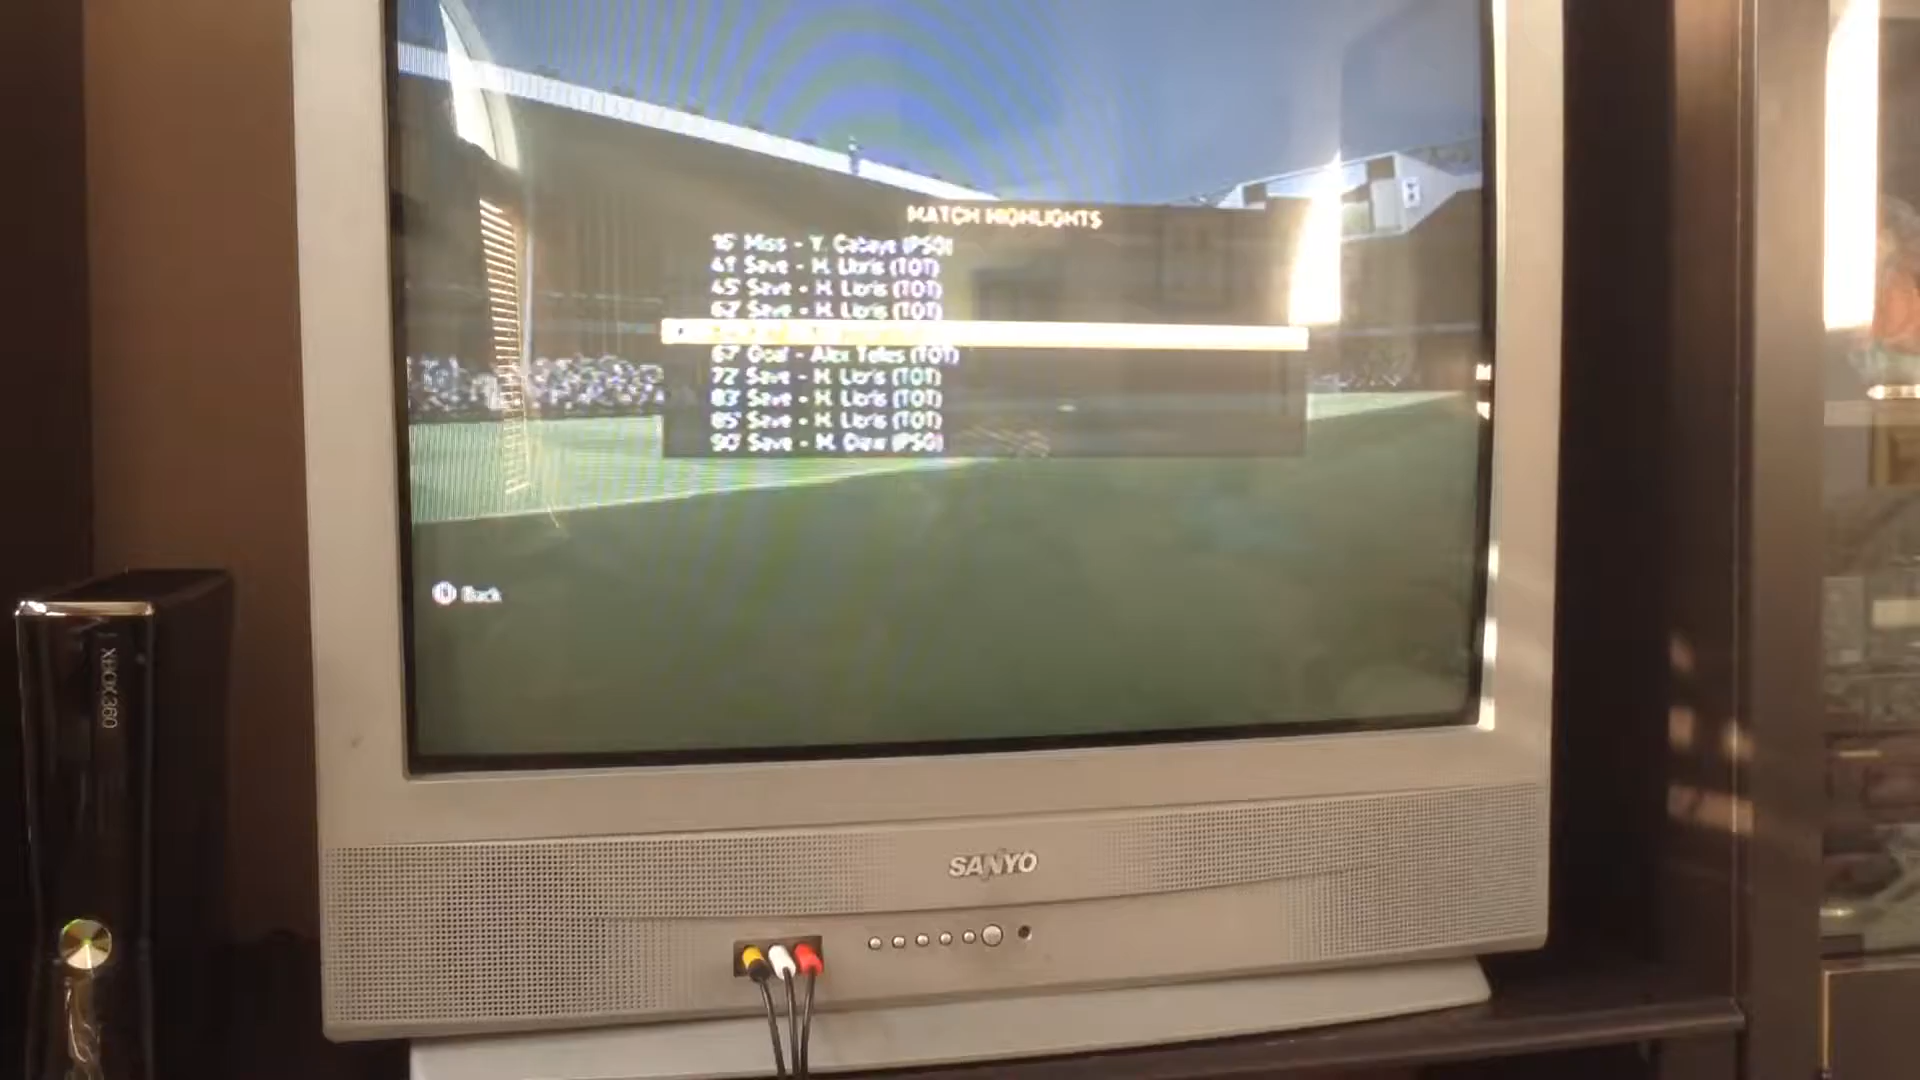 MATCH HIGHLIGHTS
16' Miss - Y. Cabaye (PSG)
41' Save - H. Lloris (TOT)
45' Save - H. Lloris (TOT)
62' Save - H. Lloris (TOT)
67' Goal - Alex Telles (TOT)
72' Save - H. Lloris (TOT)
83' Save - H. Lloris (TOT)
85' Save - H. Lloris (TOT)
90' Save - M. (PSG)
Back
XBOX 360
SANYO